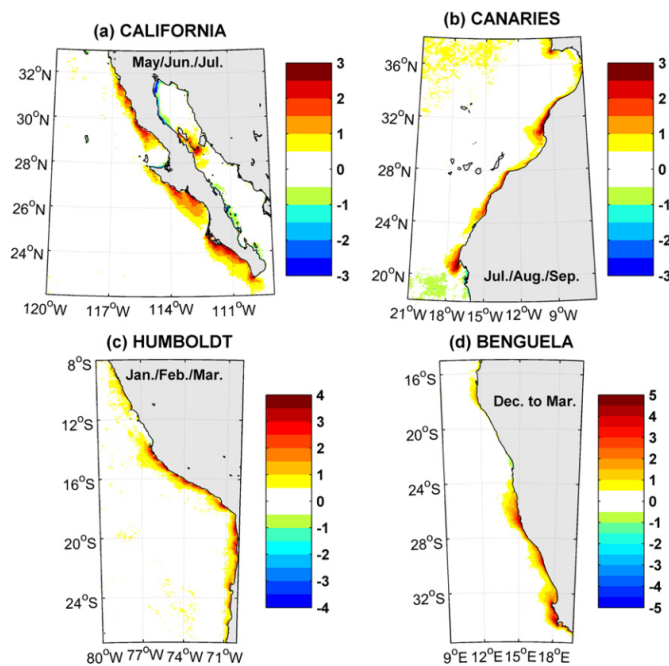 (a) CALIFORNIA
May/Jun./Jul.
32°N
30°N
28°N
26°N
24°N
120°W 117°W 114°W 111°W
3
2
1
0
-1
-2
-3
(b) CANARIES
Jul./Aug./Sep.
36°N
32°N
28°N
24°N
20°N
21°W 18°W 15°W 12°W 9°W
3
2
1
0
-1
-2
-3
(c) HUMBOLDT
Jan./Feb./Mar.
8°S
12°S
16°S
20°S
24°S
80°W 77°W 74°W 71°W
4
3
2
1
0
-1
-2
-3
-4
(d) BENGUELA
Dec. to Mar.
16°S
20°S
24°S
28°S
32°S
9°E 12°E 15°E 18°E
5
4
3
2
1
0
-1
-2
-3
-4
-5